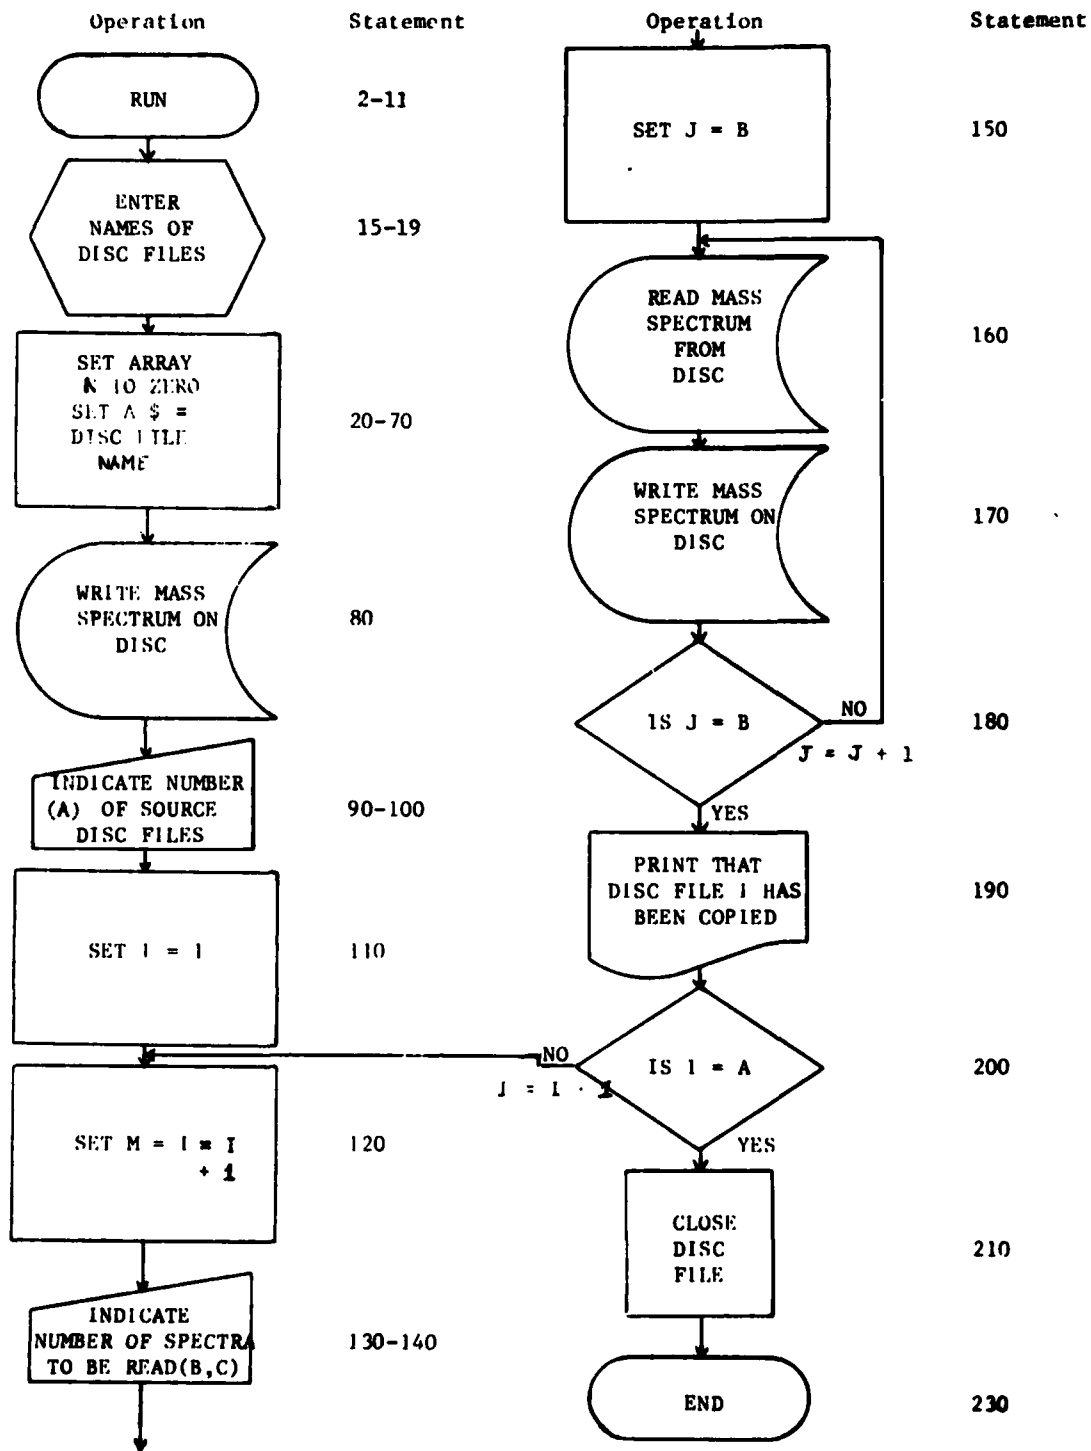 Operation Statement
RUN 2-11
ENTER
NAMES OF
DISC FILES
15-19
SET ARRAY
N TO ZERO
SET A $ =
DISC FILE
NAME
20-70
WRITE MASS
SPECTRUM ON
DISC
80
INDICATE NUMBER
(A) OF SOURCE
DISC FILES
90-100
SET I = 1 110
SET M = I = I
+ 1
120
INDICATE
NUMBER OF SPECTRA
TO BE READ(B,C)
130-140
Operation Statement
SET J = B 150
READ MASS
SPECTRUM
FROM
DISC
160
WRITE MASS
SPECTRUM ON
DISC
170
IS J = B
NO
J = J + 1
180
YES
PRINT THAT
DISC FILE I HAS
BEEN COPIED
190
IS I = A
NO
200
YES
CLOSE
DISC
FILE
210
END 230